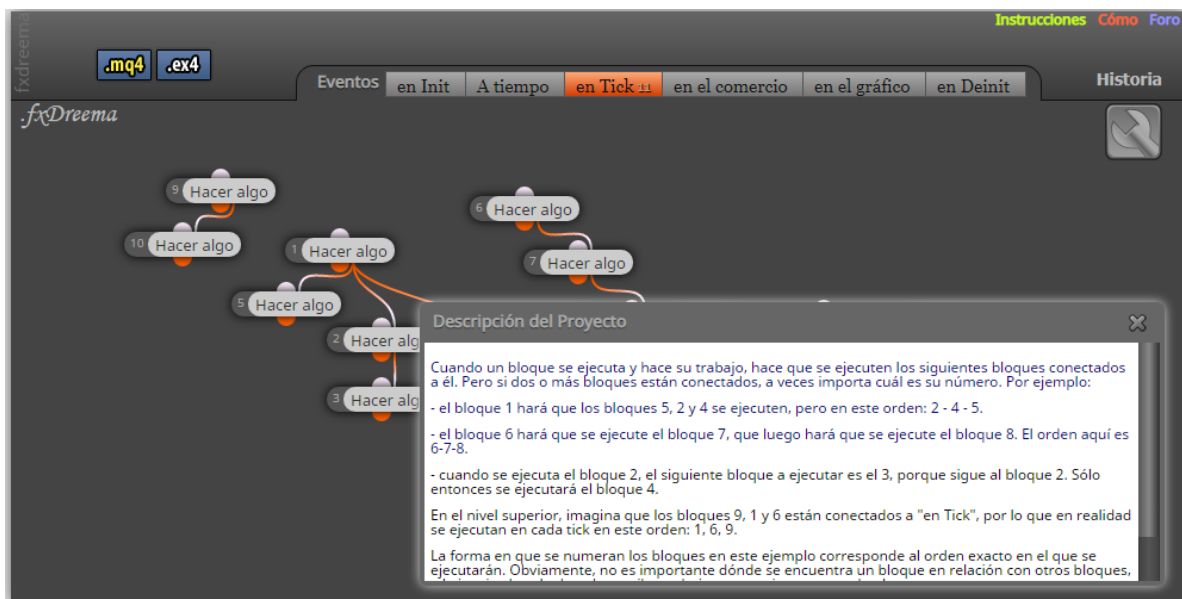 Instrucciones Cómo Foro
fxdreema
.mq4 .ex4
Eventos en Init A tiempo en Tick 11 en el comercio en el gráfico en Deinit
Historia
.fxDreema
9 Hacer algo
6 Hacer algo
10 Hacer algo
1 Hacer algo
7 Hacer algo
5 Hacer algo
2 Hacer alg
3 Hacer alg
Descripción del Proyecto
Cuando un bloque se ejecuta y hace su trabajo, hace que se ejecuten los siguientes bloques conectados
a él. Pero si dos o más bloques están conectados, a veces importa cuál es su número. Por ejemplo:
- el bloque 1 hará que los bloques 5, 2 y 4 se ejecuten, pero en este orden: 2 - 4 - 5.
- el bloque 6 hará que se ejecute el bloque 7, que luego hará que se ejecute el bloque 8. El orden aquí es
6-7-8.
- cuando se ejecuta el bloque 2, el siguiente bloque a ejecutar es el 3, porque sigue al bloque 2. Sólo
entonces se ejecutará el bloque 4.
En el nivel superior, imagina que los bloques 9, 1 y 6 están conectados a "en Tick", por lo que en realidad
se ejecutan en cada tick en este orden: 1, 6, 9.
La forma en que se numeran los bloques en este ejemplo corresponde al orden exacto en el que se
ejecutarán. Obviamente, no es importante dónde se encuentra un bloque en relación con otros bloques,